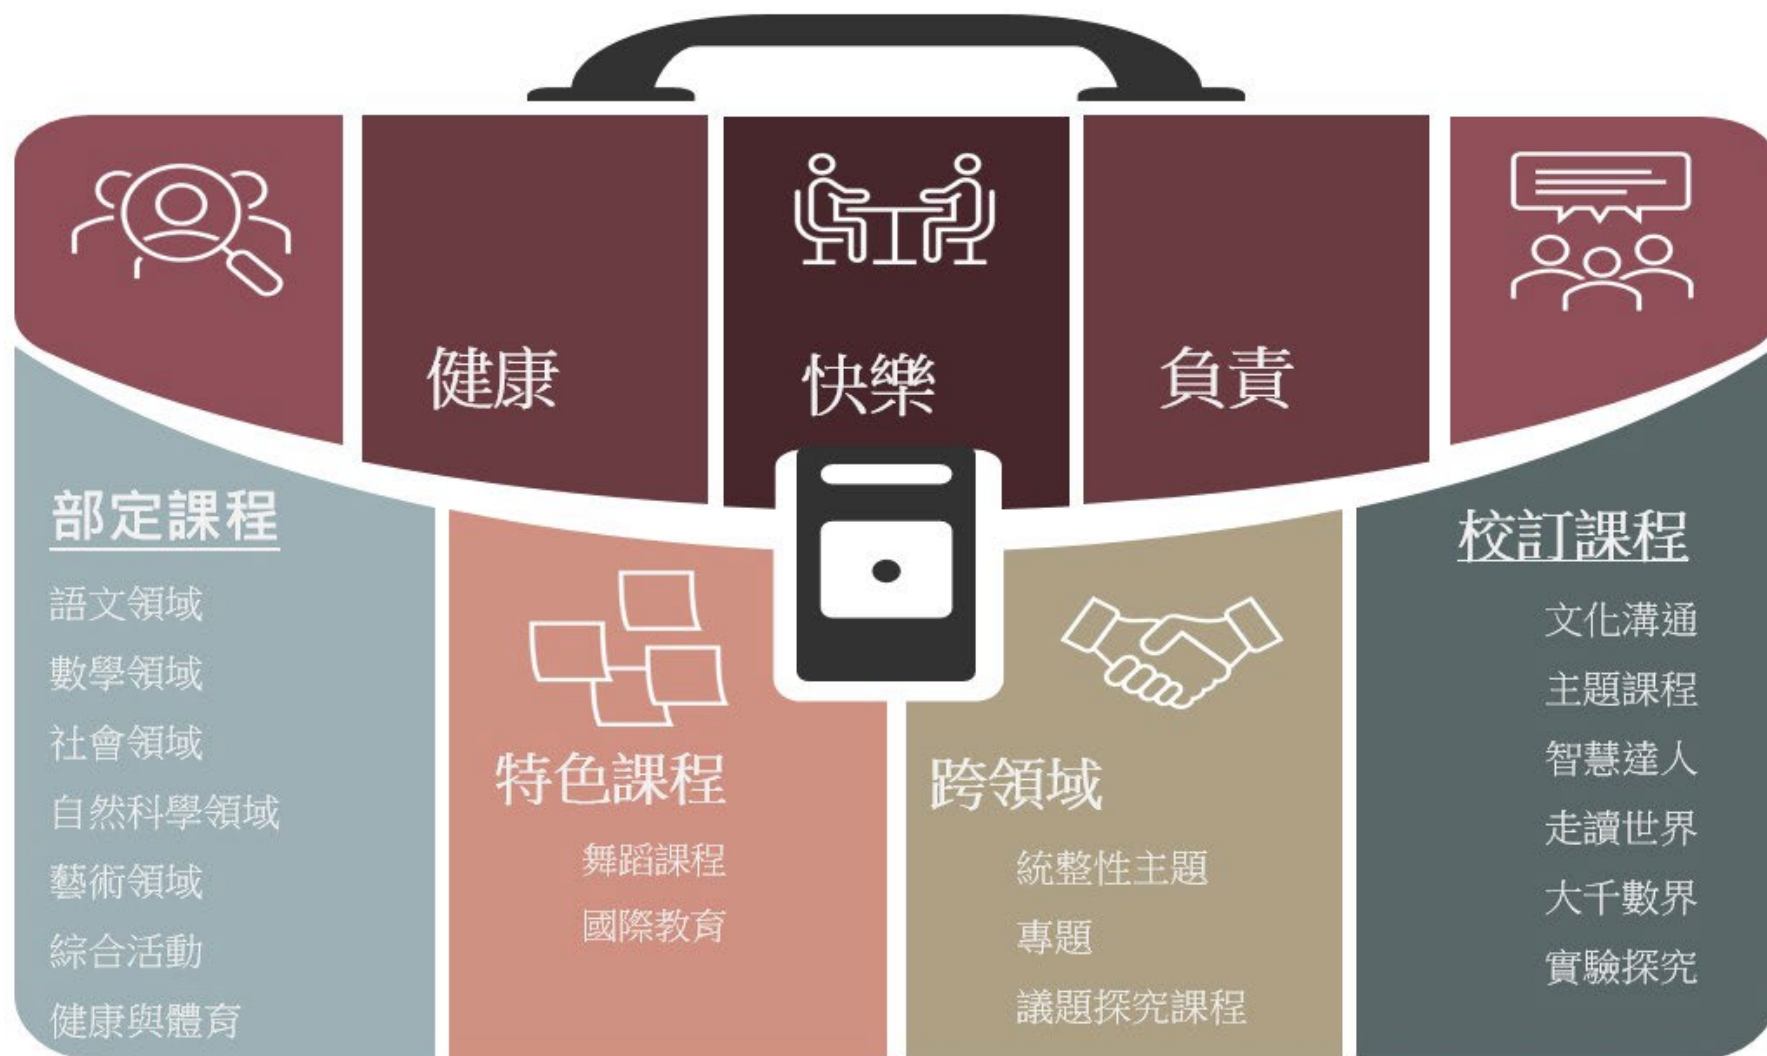 健康
快樂
負責
部定課程
語文領域
數學領域
社會領域
自然科學領域
藝術領域
綜合活動
健康與體育
特色課程
舞蹈課程
國際教育
跨領域
統整性主題
專題
議題探究課程
校訂課程
文化溝通
主題課程
智慧達人
走讀世界
大千數界
實驗探究